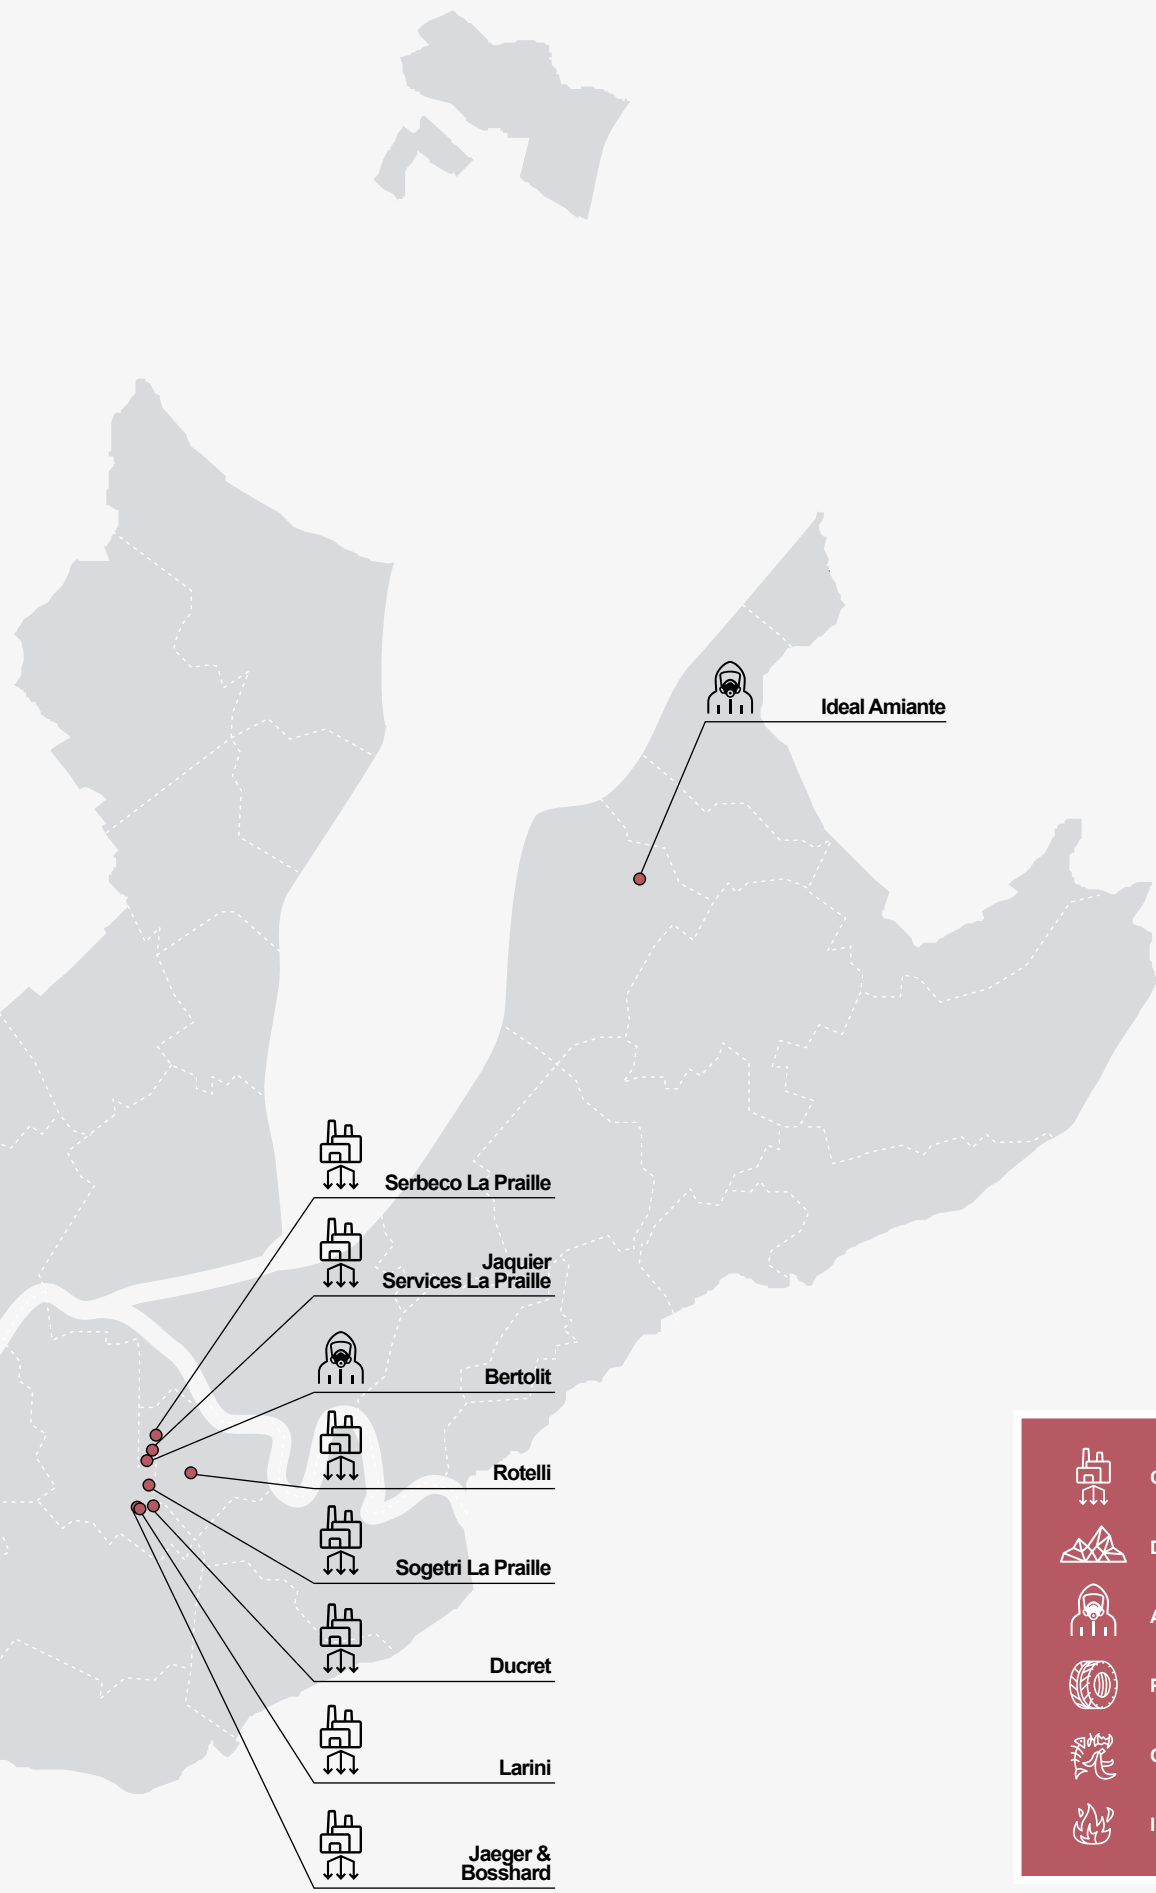 Ideal Amiante
Serbeco La Praille
Jaquier
Services La Praille
Bertolit
Rotelli
Sogetri La Praille
Ducret
Larini
Jaeger &
Bosshard